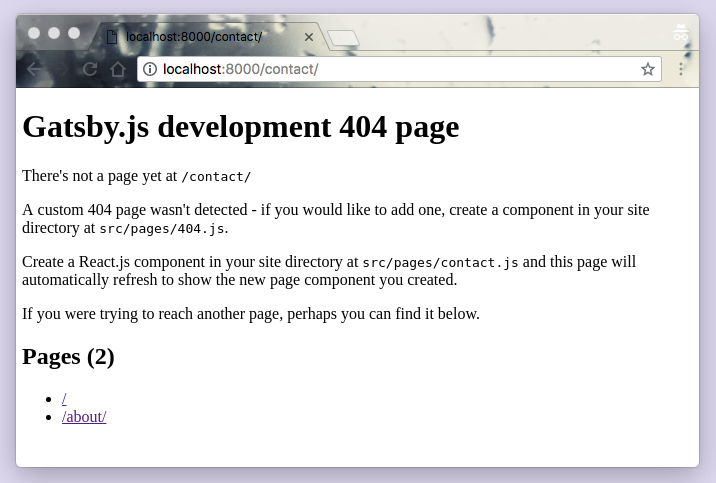 localhost:8000/contact/
localhost:8000/contact/
Gatsby.js development 404 page
There's not a page yet at /contact/
A custom 404 page wasn't detected - if you would like to add one, create a component in your site
directory at src/pages/404.js.
Create a React.js component in your site directory at src/pages/contact.js and this page will
automatically refresh to show the new page component you created.
If you were trying to reach another page, perhaps you can find it below.
Pages (2)
/
/about/